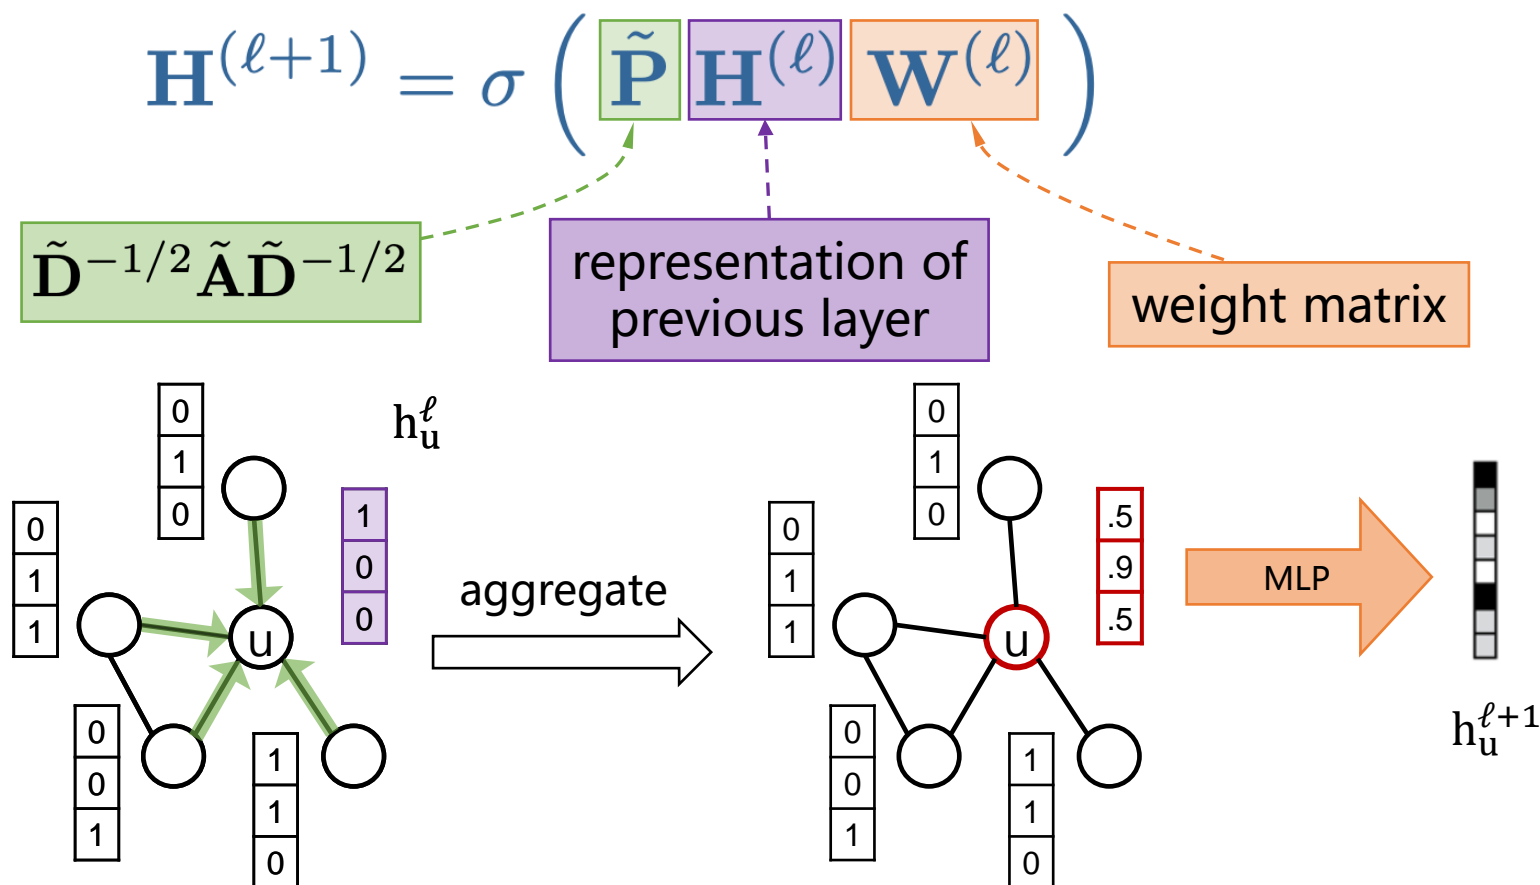 H^(ℓ+1) = σ ( P̃ H^(ℓ) W^(ℓ) )
D̃^−1/2 Ã D̃^−1/2
representation of
previous layer
weight matrix
0
1
0
h_u^ℓ
0
1
1
1
0
0
u
0
0
1
1
1
0
aggregate
0
1
0
0
1
1
.5
.9
.5
u
0
0
1
1
1
0
MLP
h_u^ℓ+1